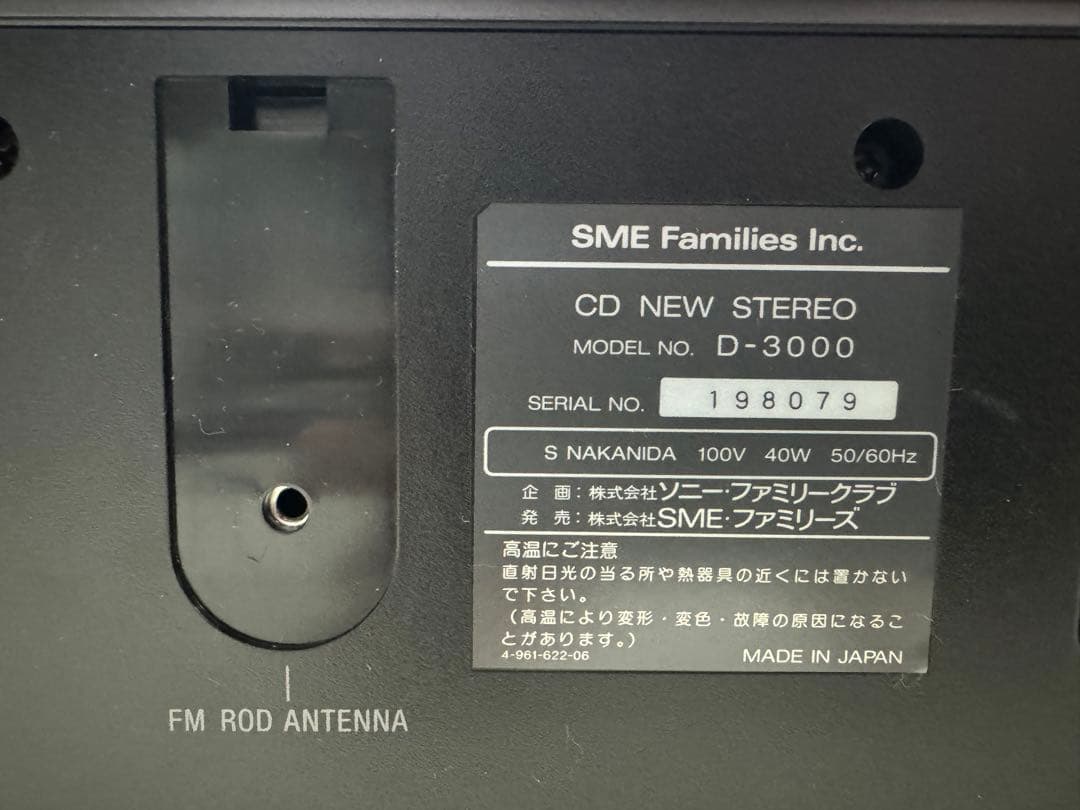 SME Families Inc.
CD NEW STEREO
MODEL NO. D-3000
SERIAL NO. 198079
S NAKANIDA 100V 40W 50/60Hz
企 画：株式会社ソニー・ファミリークラブ
発 売：株式会社SME・ファミリーズ
高温にご注意
直射日光の当る所や熱器具の近くには置かない
で下さい。
（高温により変形・変色・故障の原因になるこ
とがあります。）
4-961-622-06 MADE IN JAPAN
FM ROD ANTENNA